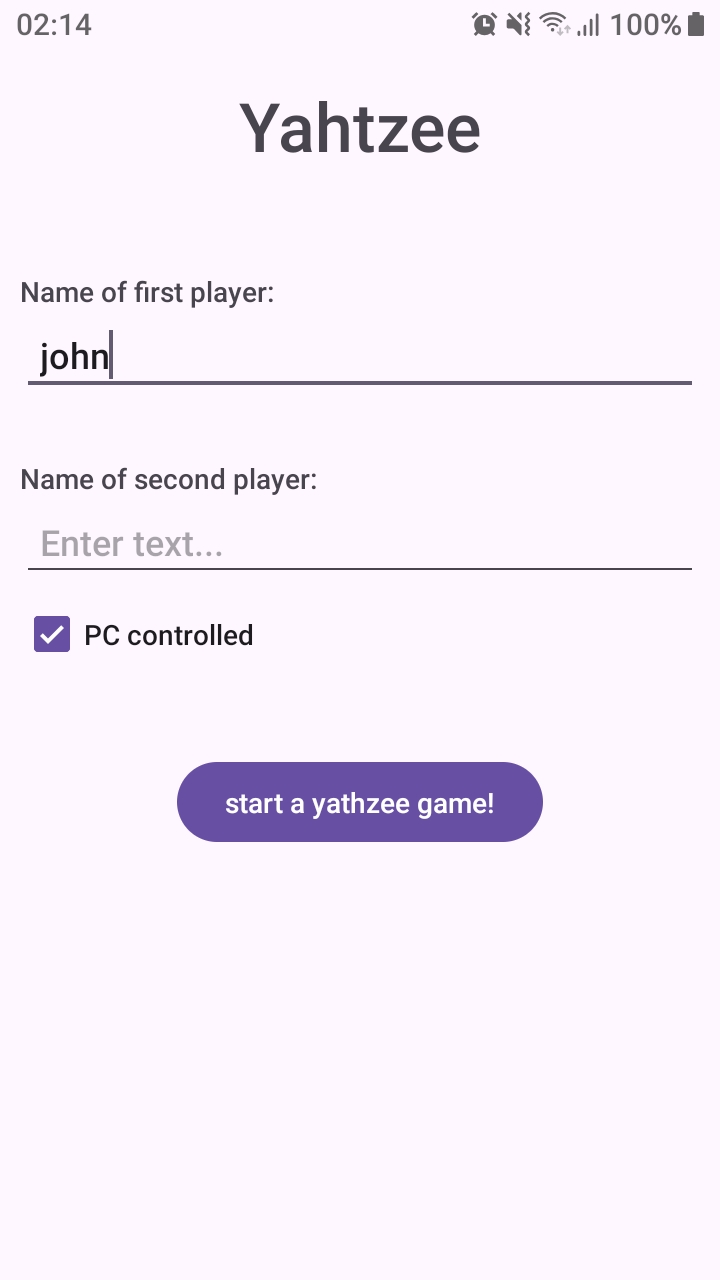 02:14 100%
Yahtzee
Name of first player:
john
Name of second player:
Enter text...
PC controlled
start a yathzee game!